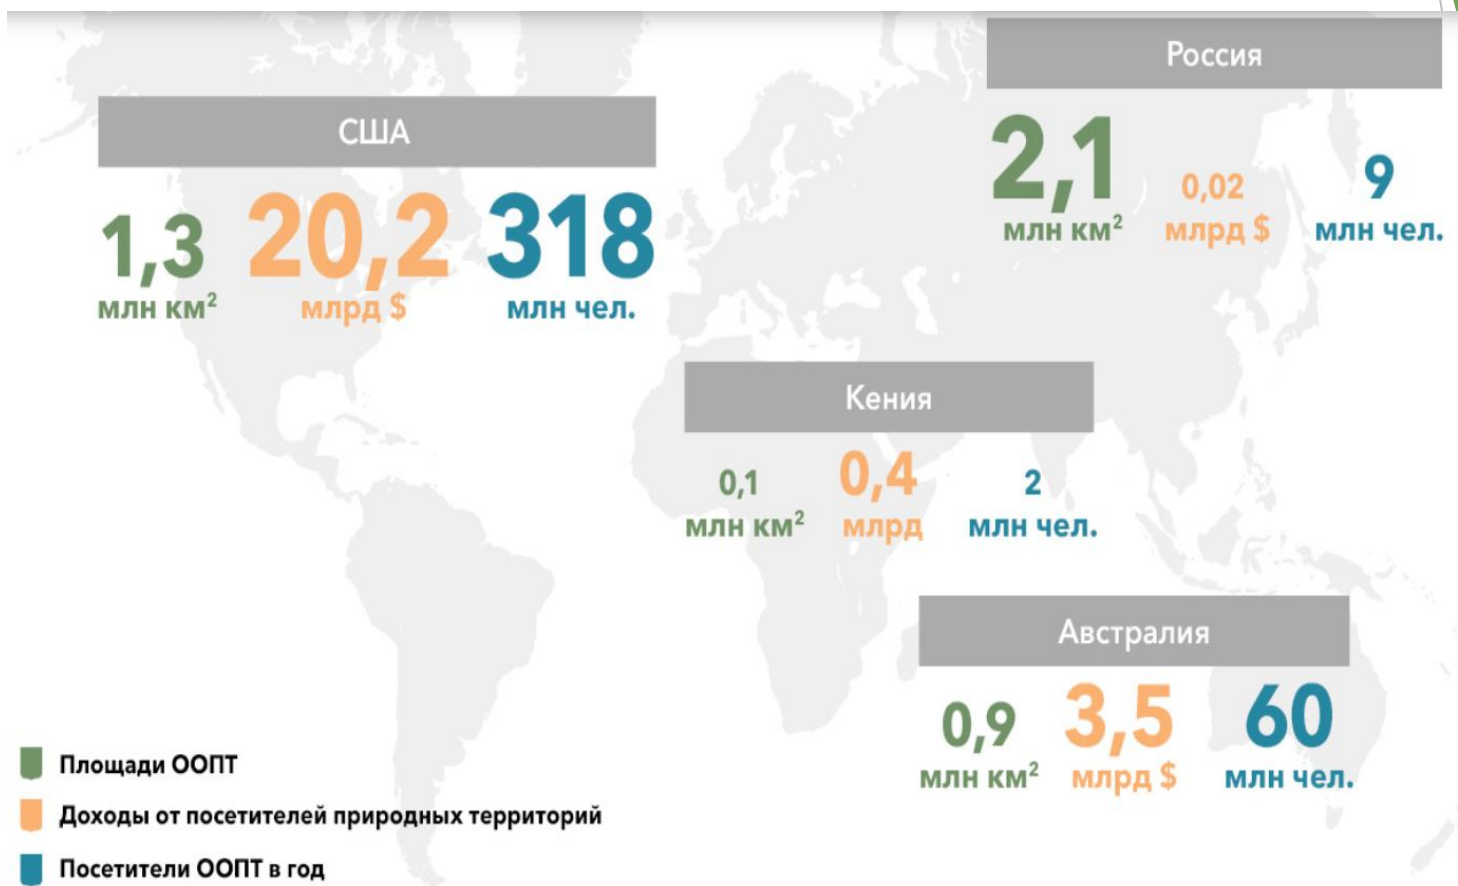 Россия
2,1 0,02 9
млн км² млрд $ млн чел.
США
1,3 20,2 318
млн км² млрд $ млн чел.
Кения
0,1 0,4 2
млн км² млрд млн чел.
Австралия
0,9 3,5 60
млн км² млрд $ млн чел.
Площади ООПТ
Доходы от посетителей природных территорий
Посетители ООПТ в год